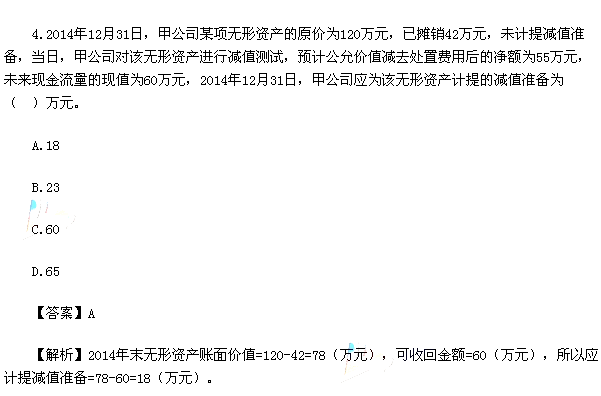 4.2014年12月31日，甲公司某项无形资产的原价为120万元，已摊销42万元，未计提减值准
备，当日，甲公司对该无形资产进行减值测试，预计公允价值减去处置费用后的净额为55万元，
未来现金流量的现值为60万元，2014年12月31日，甲公司应为该无形资产计提的减值准备为
（　）万元。
A.18
B.23
C.60
D.65
【答案】A
【解析】2014年末无形资产账面价值=120-42=78（万元），可收回金额=60（万元），所以应
计提减值准备=78-60=18（万元）。